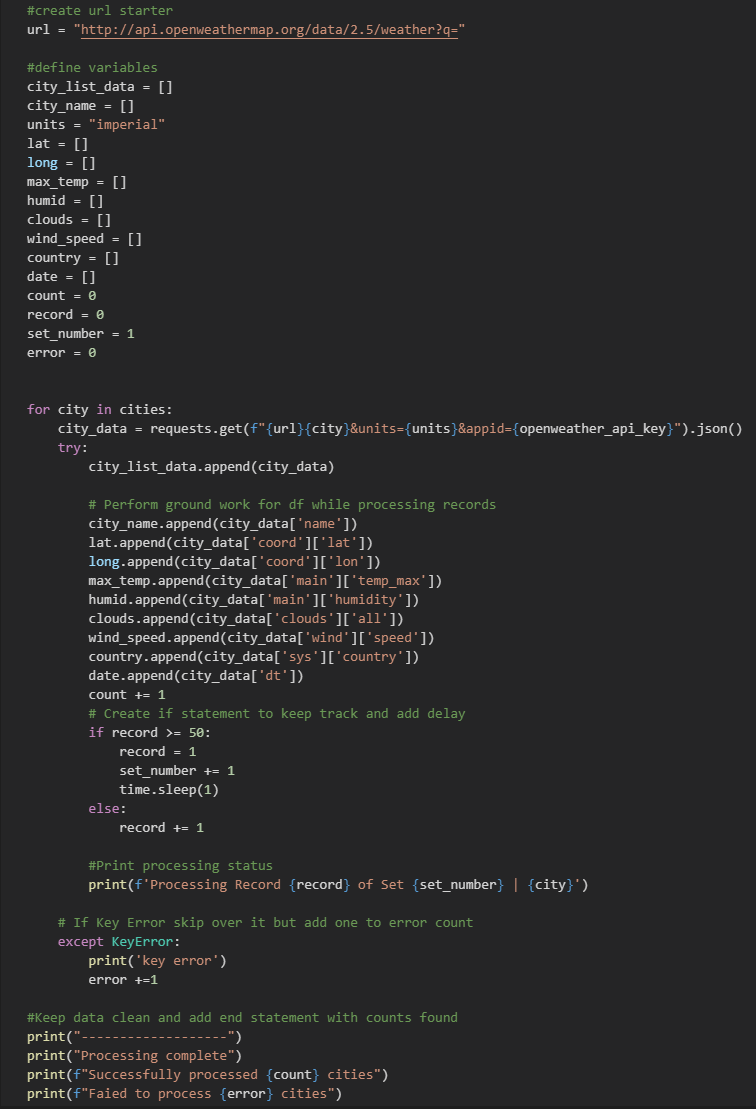 #create url starter
url = "http://api.openweathermap.org/data/2.5/weather?q="
#define variables
city_list_data = []
city_name = []
units = "imperial"
lat = []
long = []
max_temp = []
humid = []
clouds = []
wind_speed = []
country = []
date = []
count = 0
record = 0
set_number = 1
error = 0
for city in cities:
    city_data = requests.get(f"{url}{city}&units={units}&appid={openweather_api_key}").json()
    try:
        city_list_data.append(city_data)
        # Perform ground work for df while processing records
        city_name.append(city_data['name'])
        lat.append(city_data['coord']['lat'])
        long.append(city_data['coord']['lon'])
        max_temp.append(city_data['main']['temp_max'])
        humid.append(city_data['main']['humidity'])
        clouds.append(city_data['clouds']['all'])
        wind_speed.append(city_data['wind']['speed'])
        country.append(city_data['sys']['country'])
        date.append(city_data['dt'])
        count += 1
        # Create if statement to keep track and add delay
        if record >= 50:
            record = 1
            set_number += 1
            time.sleep(1)
        else:
            record += 1
        #Print processing status
        print(f'Processing Record {record} of Set {set_number} | {city}')
    # If Key Error skip over it but add one to error count
    except KeyError:
        print('key error')
        error +=1
#Keep data clean and add end statement with counts found
print("-------------------")
print("Processing complete")
print(f"Successfully processed {count} cities")
print(f"Faied to process {error} cities")